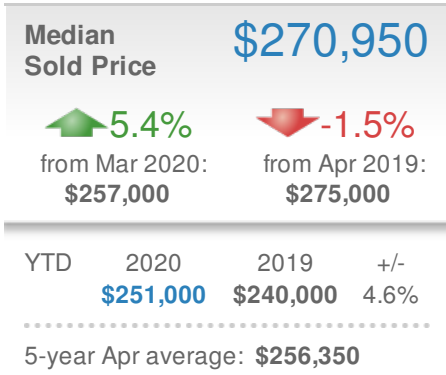 Median $270,950
Sold Price
5.4% -1.5%
from Mar 2020: from Apr 2019:
$257,000 $275,000
YTD 2020 2019 +/-
$251,000 $240,000 4.6%
5-year Apr average: $256,350